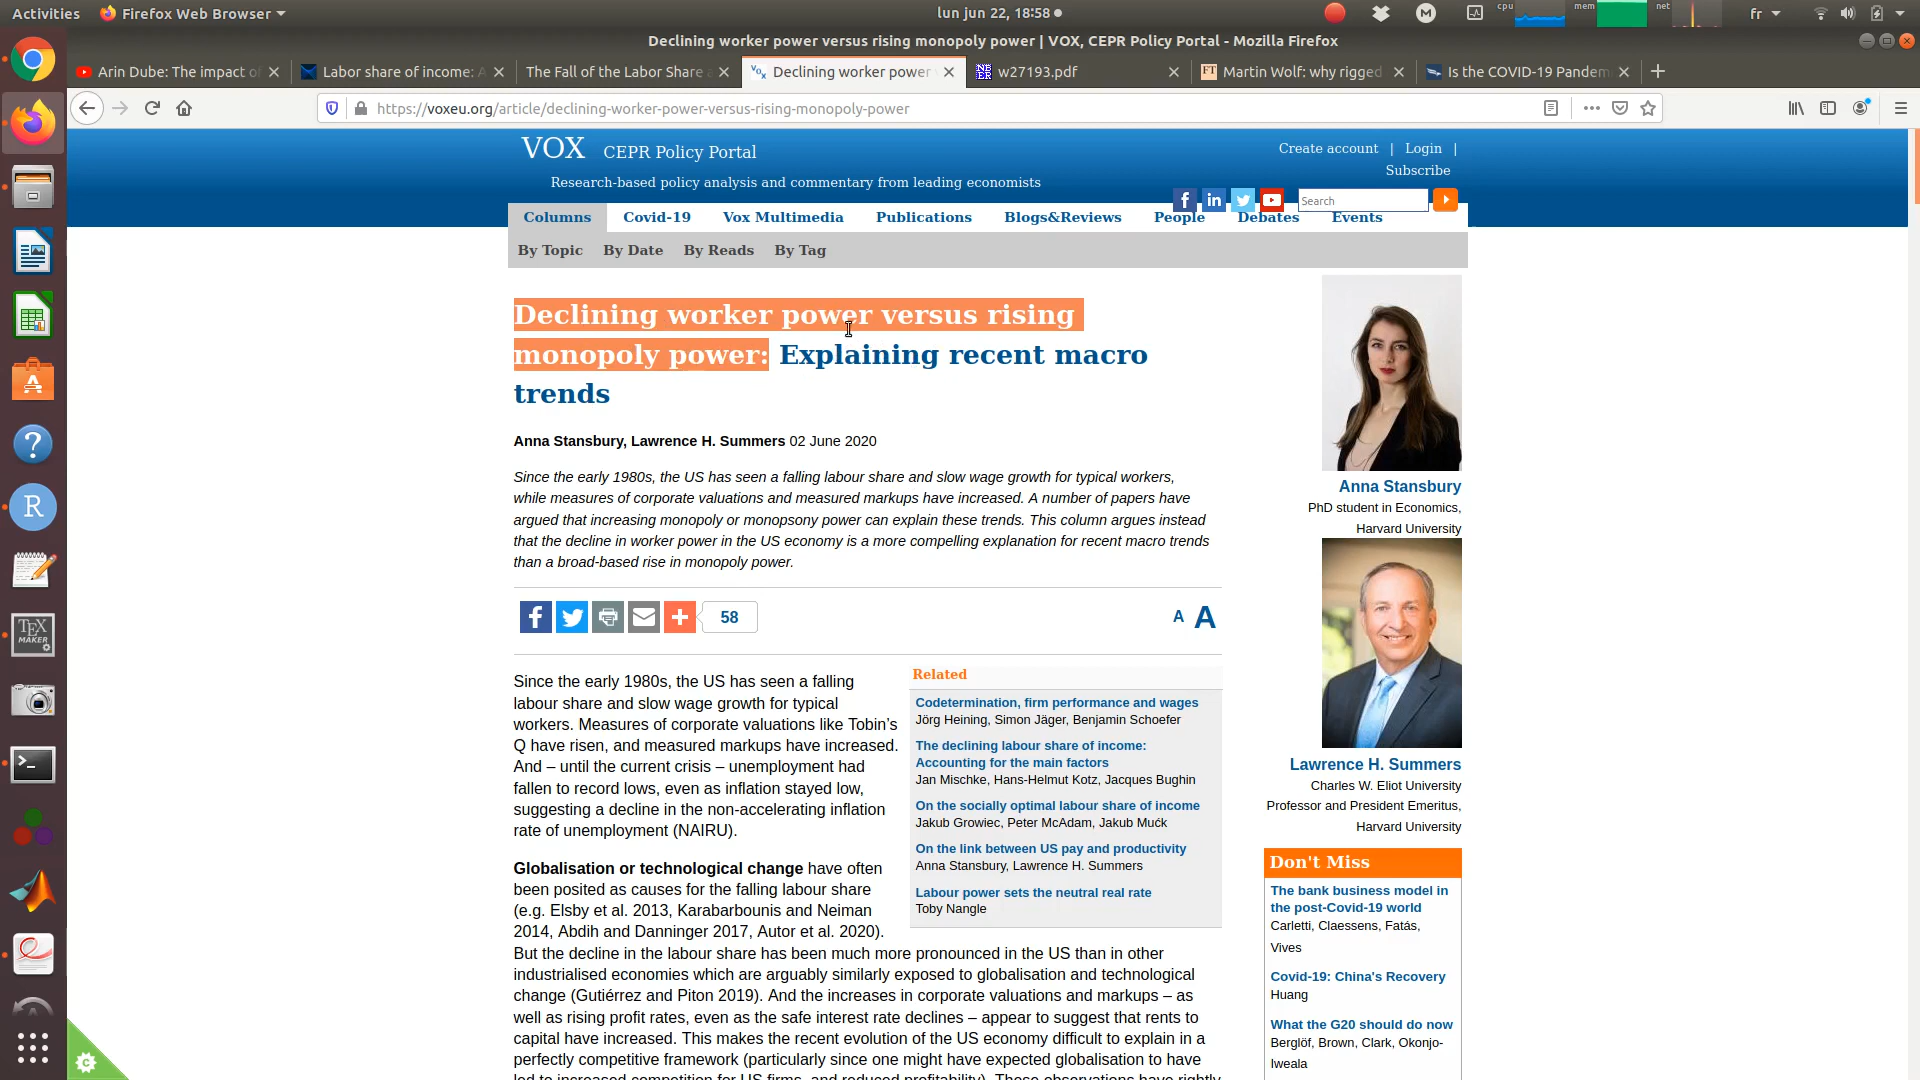 Activities
Firefox Web Browser
lun jun 22, 18:58
M
cpu
mem
net
fr
Declining worker power versus rising monopoly power | VOX, CEPR Policy Portal - Mozilla Firefox
Arin Dube: The impact of
Labor share of income: A
The Fall of the Labor Share a
Declining worker power
w27193.pdf
Martin Wolf: why rigged
Is the COVID-19 Pandem
https://voxeu.org/article/declining-worker-power-versus-rising-monopoly-power
VOX CEPR Policy Portal
Research-based policy analysis and commentary from leading economists
Create account | Login |
Subscribe
Search
Columns Covid-19 Vox Multimedia Publications Blogs&Reviews People Debates Events
By Topic By Date By Reads By Tag
Declining worker power versus rising
monopoly power: Explaining recent macro
trends
Anna Stansbury, Lawrence H. Summers 02 June 2020
Since the early 1980s, the US has seen a falling labour share and slow wage growth for typical workers,
while measures of corporate valuations and measured markups have increased. A number of papers have
argued that increasing monopoly or monopsony power can explain these trends. This column argues instead
that the decline in worker power in the US economy is a more compelling explanation for recent macro trends
than a broad-based rise in monopoly power.
58
A A
Since the early 1980s, the US has seen a falling
labour share and slow wage growth for typical
workers. Measures of corporate valuations like Tobin's
Q have risen, and measured markups have increased.
And – until the current crisis – unemployment had
fallen to record lows, even as inflation stayed low,
suggesting a decline in the non-accelerating inflation
rate of unemployment (NAIRU).
Globalisation or technological change have often
been posited as causes for the falling labour share
(e.g. Elsby et al. 2013, Karabarbounis and Neiman
2014, Abdih and Danninger 2017, Autor et al. 2020).
But the decline in the labour share has been much more pronounced in the US than in other
industrialised economies which are arguably similarly exposed to globalisation and technological
change (Gutiérrez and Piton 2019). And the increases in corporate valuations and markups – as
well as rising profit rates, even as the safe interest rate declines – appear to suggest that rents to
capital have increased. This makes the recent evolution of the US economy difficult to explain in a
perfectly competitive framework (particularly since one might have expected globalisation to have
led to increased competition for US firms, and reduced profitability). These observations have rightly
Related
Codetermination, firm performance and wages
Jörg Heining, Simon Jäger, Benjamin Schoefer
The declining labour share of income:
Accounting for the main factors
Jan Mischke, Hans-Helmut Kotz, Jacques Bughin
On the socially optimal labour share of income
Jakub Growiec, Peter McAdam, Jakub Mućk
On the link between US pay and productivity
Anna Stansbury, Lawrence H. Summers
Labour power sets the neutral real rate
Toby Nangle
Anna Stansbury
PhD student in Economics,
Harvard University
Lawrence H. Summers
Charles W. Eliot University
Professor and President Emeritus,
Harvard University
Don't Miss
The bank business model in
the post-Covid-19 world
Carletti, Claessens, Fatás,
Vives
Covid-19: China's Recovery
Huang
What the G20 should do now
Berglöf, Brown, Clark, Okonjo-
Iweala